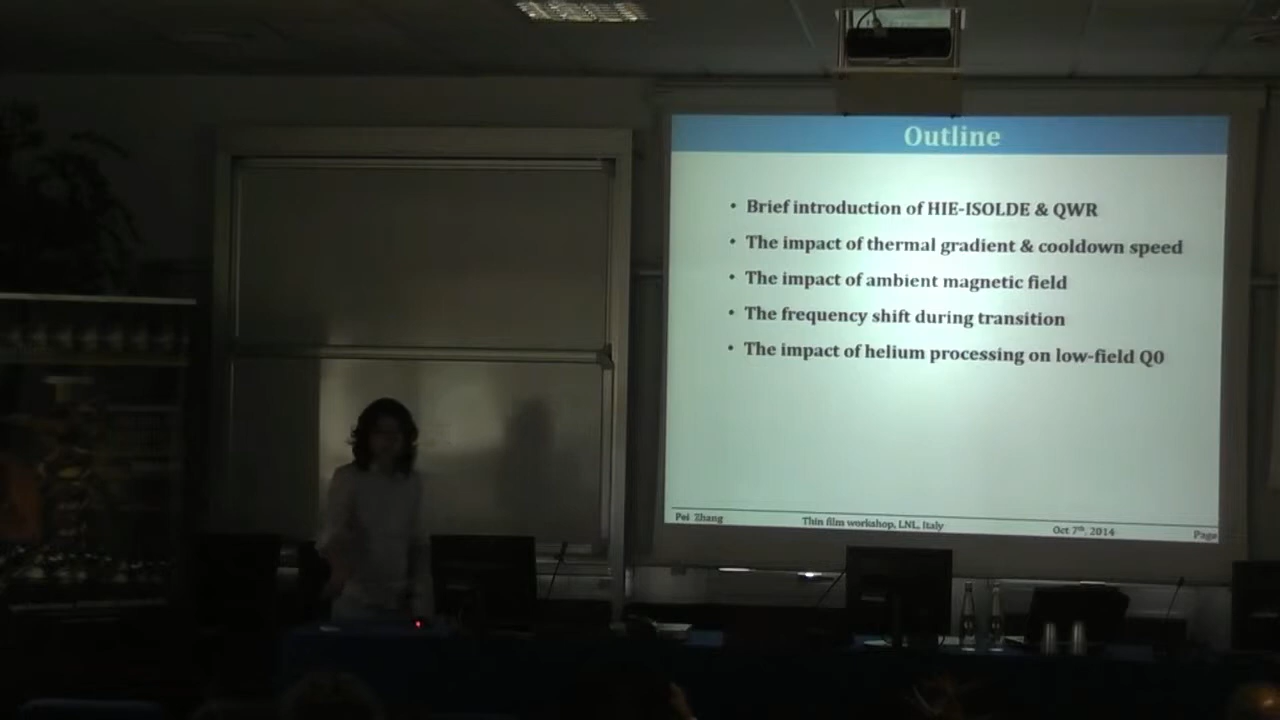 Outline
• Brief introduction of HIE-ISOLDE & QWR
• The impact of thermal gradient & cooldown speed
• The impact of ambient magnetic field
• The frequency shift during transition
• The impact of helium processing on low-field Q0
Pei Zhang Thin film workshop, LNL, Italy Oct 7th, 2014 Page